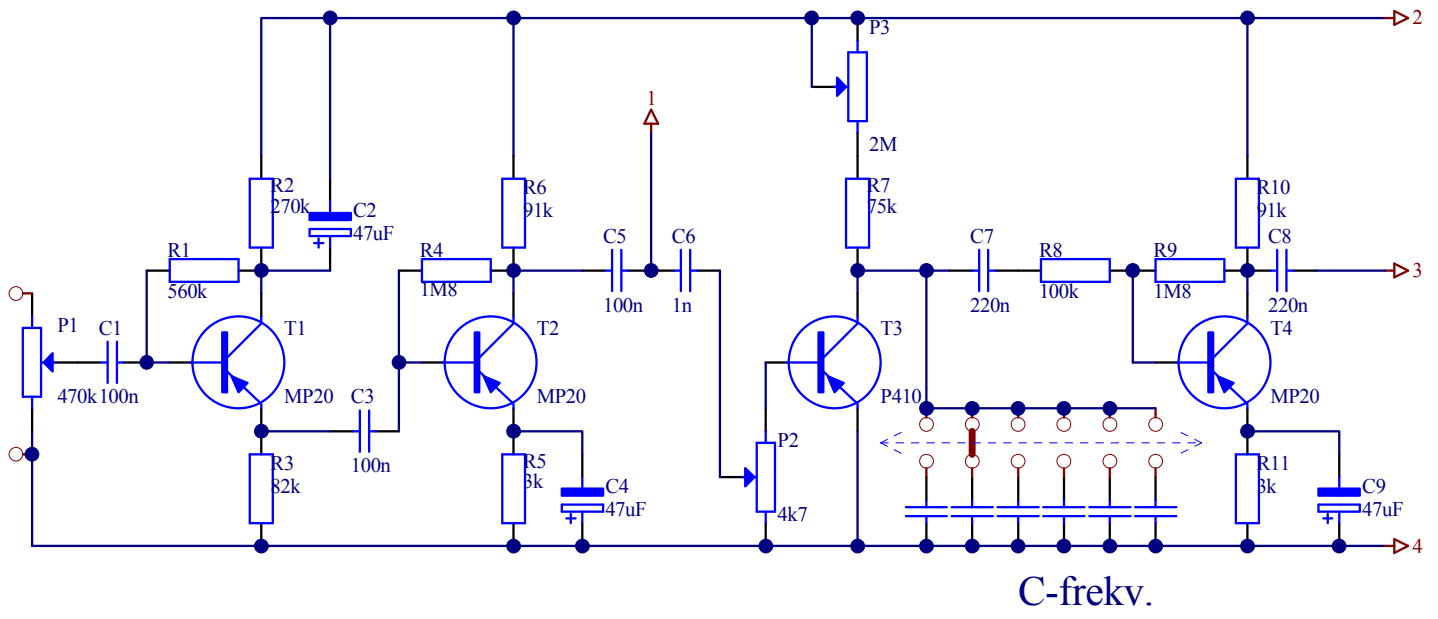 2
P3
2M
1
R2
270k
C2
47uF
R6
91k
R7
75k
R10
91k
R1
560k
R4
1M8
C5
100n
C6
1n
C7
220n
R8
100k
R9
1M8
C8
220n
3
P1
470k
C1
100n
T1
MP20
C3
100n
T2
MP20
T3
P410
T4
MP20
R3
82k
R5
3k
C4
47uF
P2
4k7
R11
3k
C9
47uF
4
C-frekv.